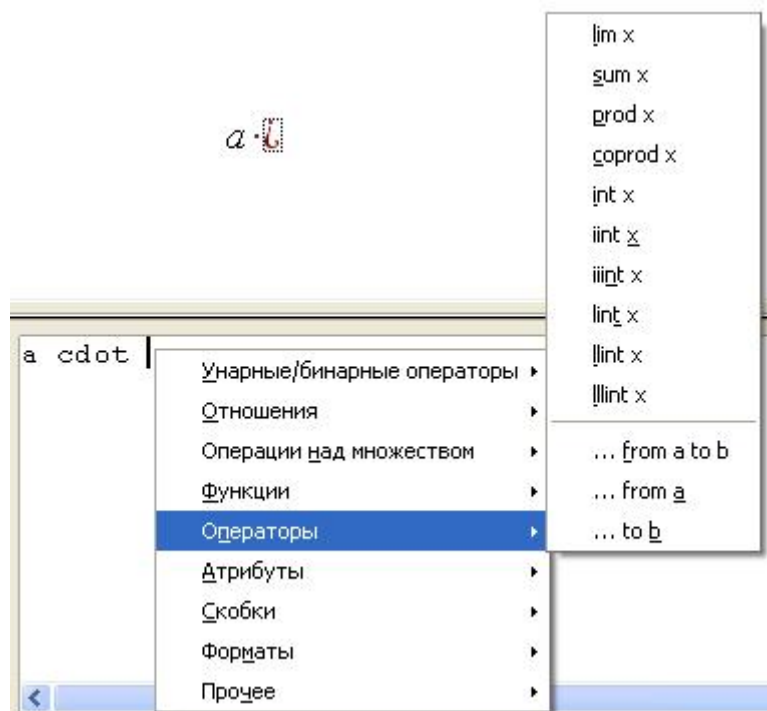 a ·¿
a cdot
Унарные/бинарные операторы
Отношения
Операции над множеством
Функции
Операторы
Атрибуты
Скобки
Форматы
Прочее
lim x
sum x
prod x
coprod x
int x
iint x
iiint x
lint x
llint x
lllint x
... from a to b
... from a
... to b